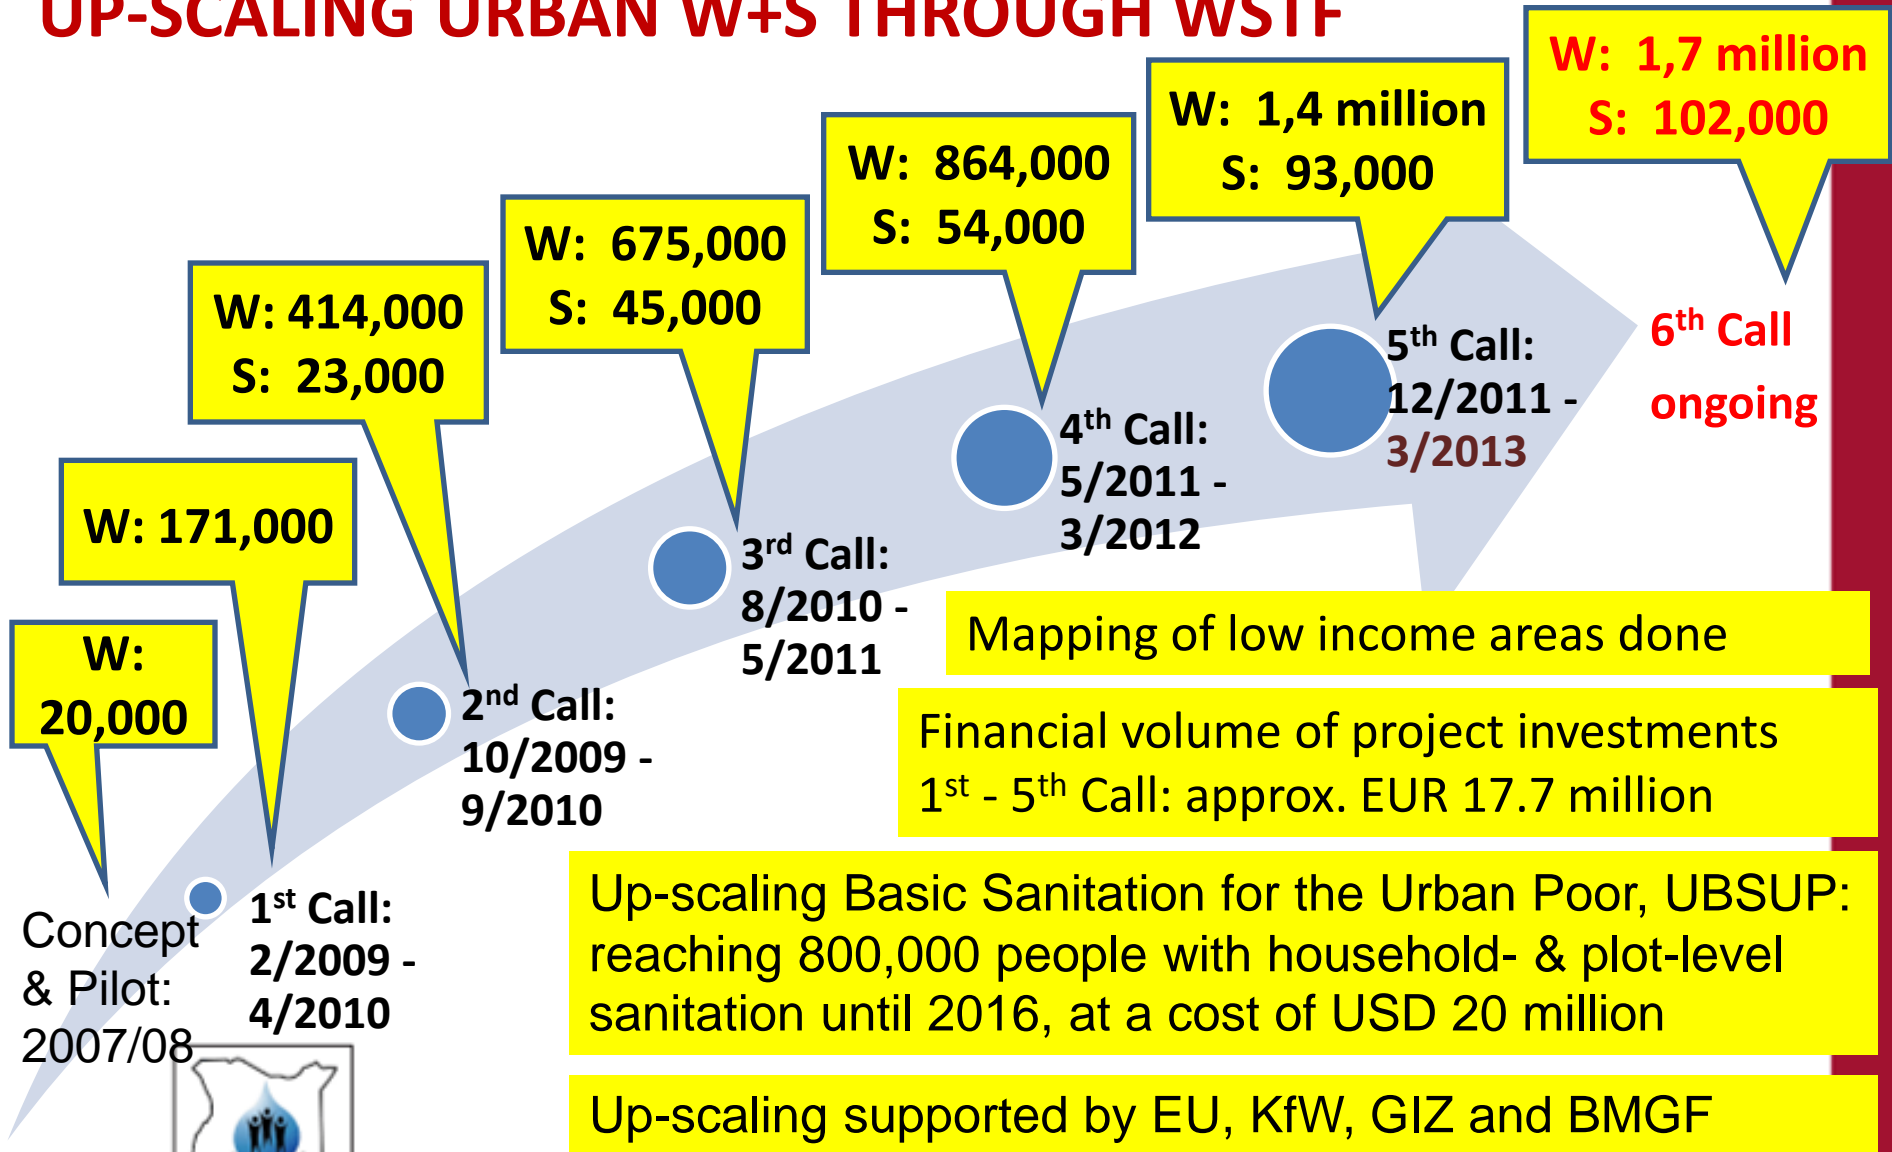 UP-SCALING URBAN W+S THROUGH WSTF
W: 1,7 million
S: 102,000
W: 1,4 million
S: 93,000
W: 864,000
S: 54,000
W: 675,000
S: 45,000
W: 414,000
S: 23,000
W: 171,000
W:
20,000
Concept
& Pilot:
2007/08
1st Call:
2/2009 -
4/2010
2nd Call:
10/2009 -
9/2010
3rd Call:
8/2010 -
5/2011
4th Call:
5/2011 -
3/2012
5th Call:
12/2011 -
3/2013
6th Call
ongoing
Mapping of low income areas done
Financial volume of project investments
1st - 5th Call: approx. EUR 17.7 million
Up-scaling Basic Sanitation for the Urban Poor, UBSUP:
reaching 800,000 people with household- & plot-level
sanitation until 2016, at a cost of USD 20 million
Up-scaling supported by EU, KfW, GIZ and BMGF